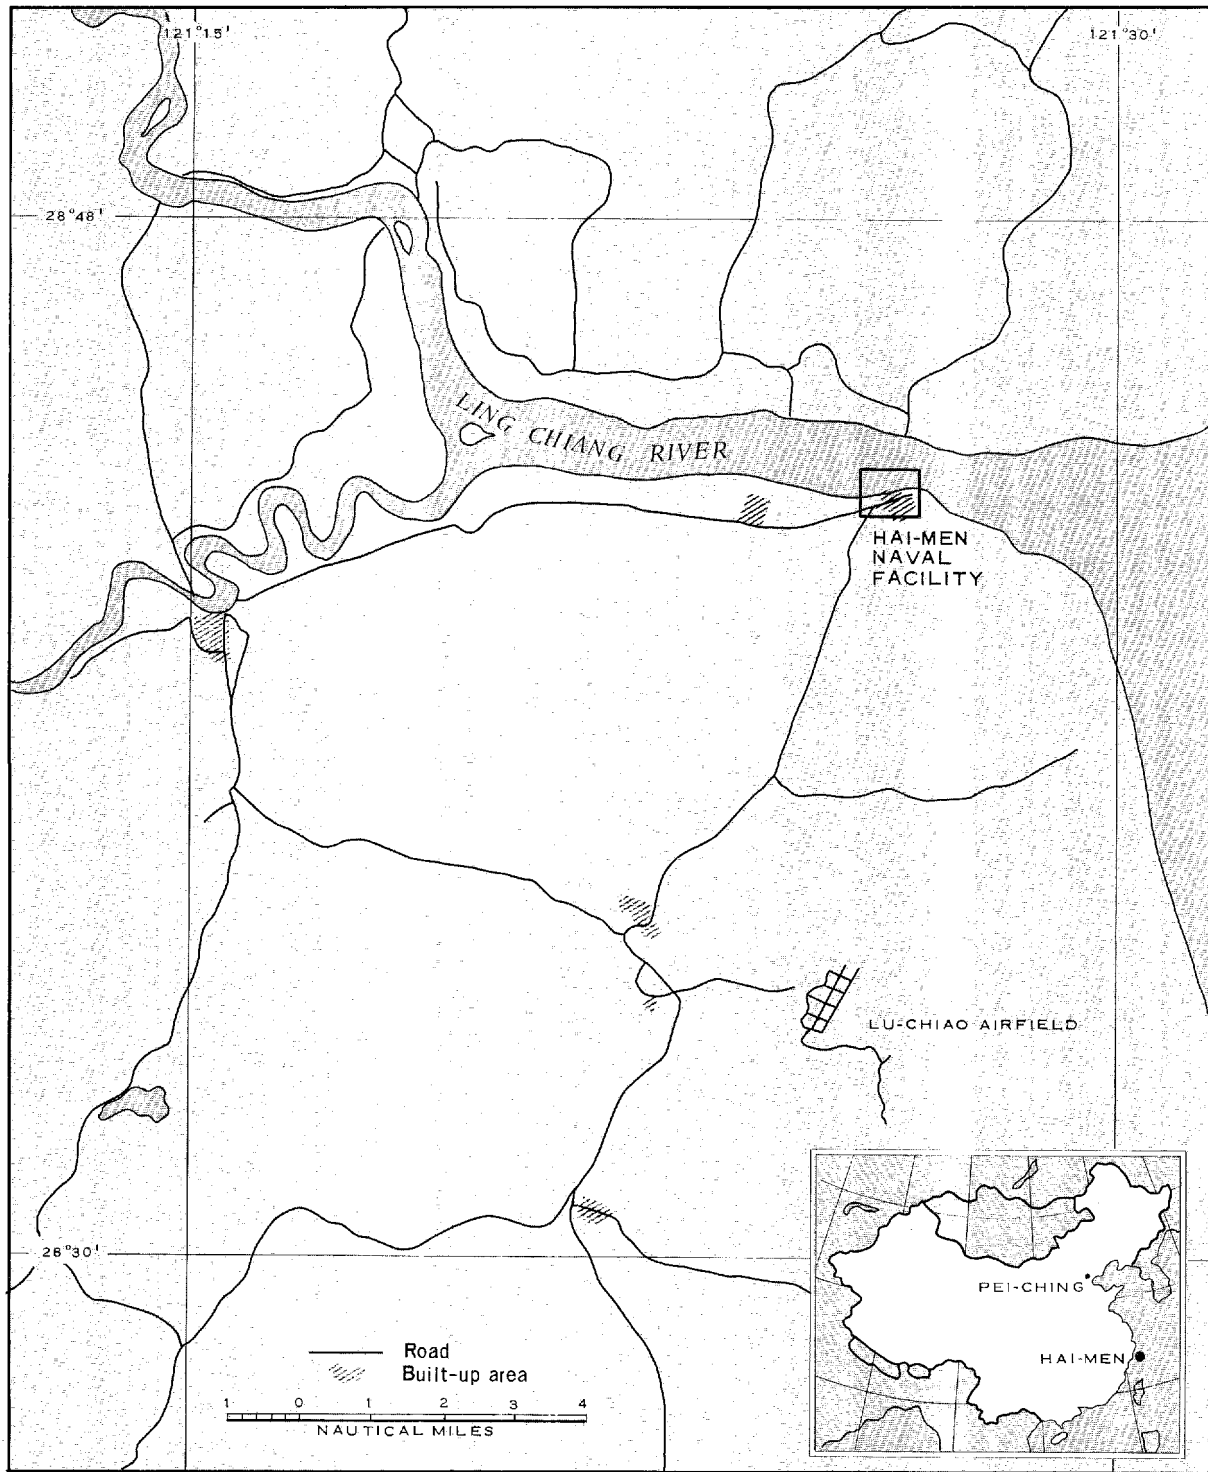 121°15'
121°30'
28°48'
LING CHIANG RIVER
HAI-MEN
NAVAL
FACILITY
LU-CHIAO AIRFIELD
28°30'
PEI-CHING
HAI-MEN
Road
Built-up area
1 0 1 2 3 4
NAUTICAL MILES